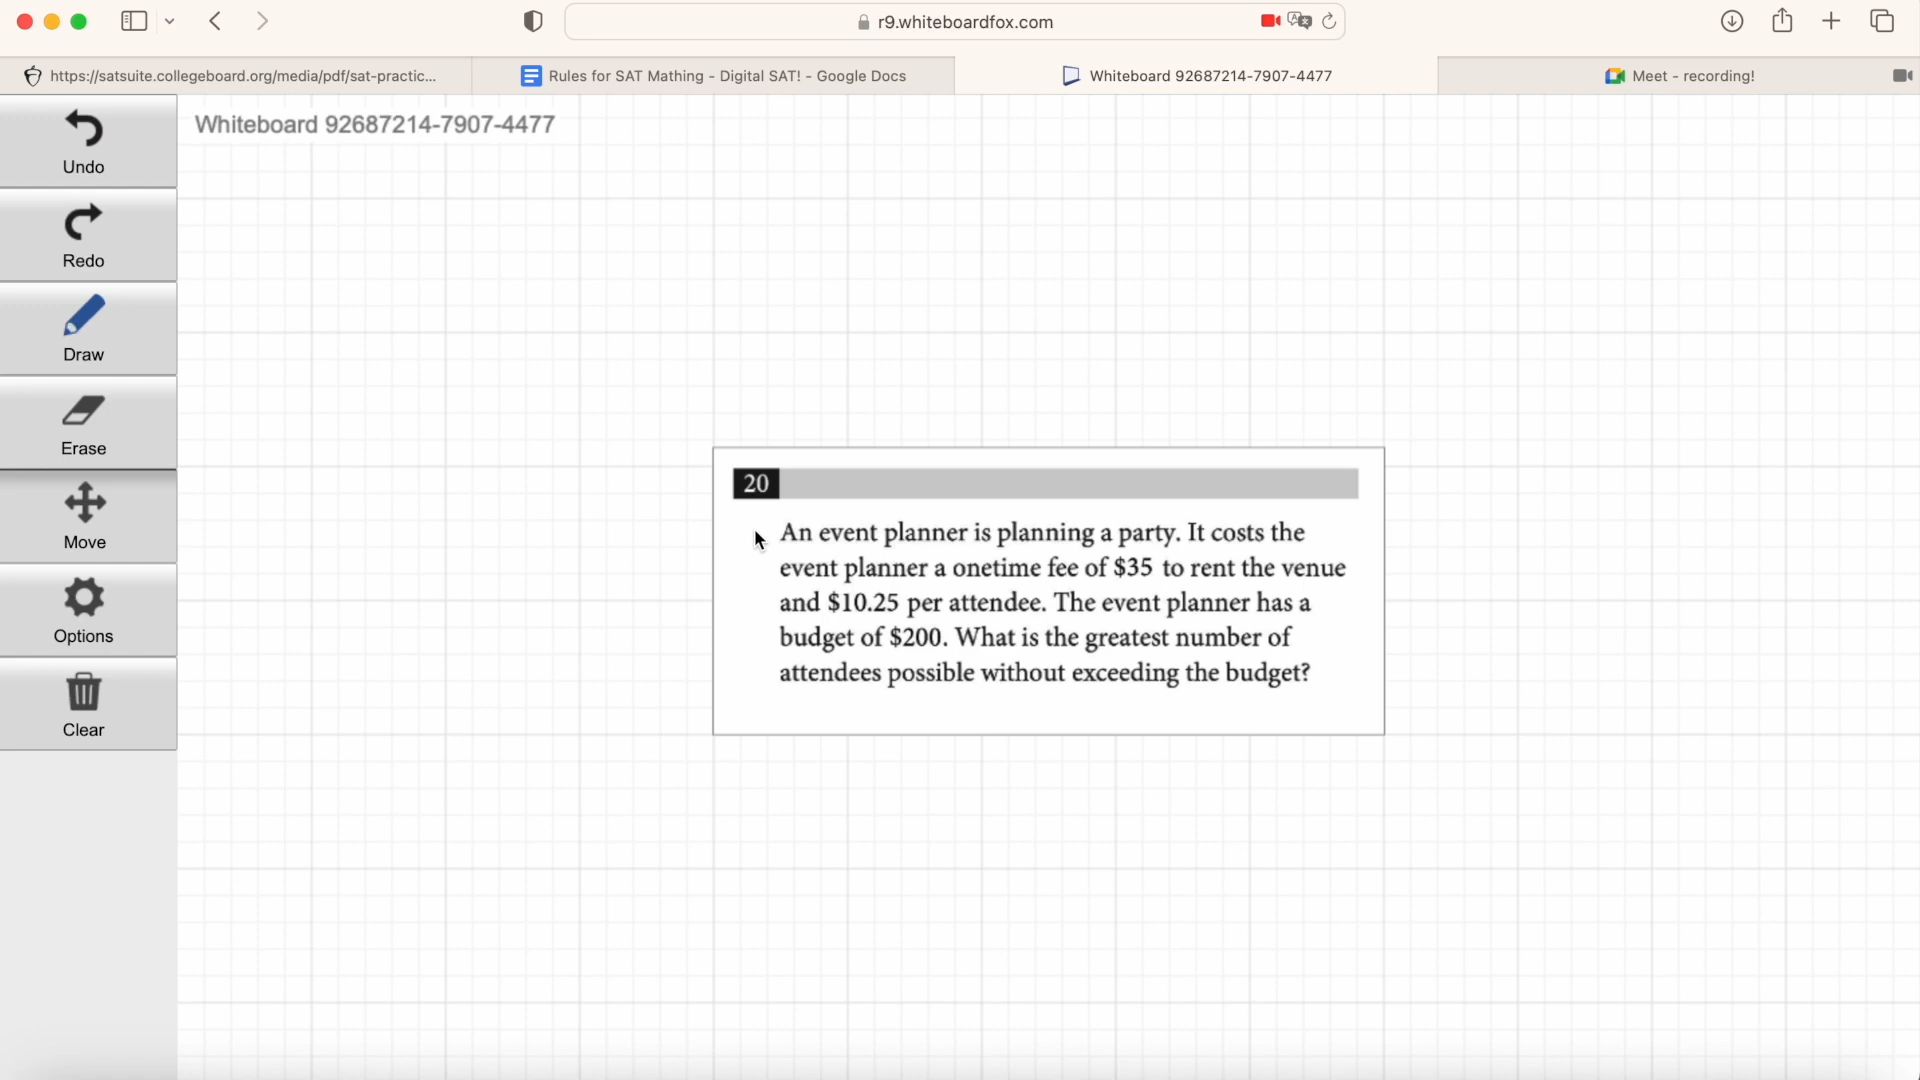 r9.whiteboardfox.com
https://satsuite.collegeboard.org/media/pdf/sat-practic...
Rules for SAT Mathing - Digital SAT! - Google Docs
Whiteboard 92687214-7907-4477
Meet - recording!
Undo
Redo
Draw
Erase
Move
Options
Clear
Whiteboard 92687214-7907-4477
20
An event planner is planning a party. It costs the
event planner a onetime fee of $35 to rent the venue
and $10.25 per attendee. The event planner has a
budget of $200. What is the greatest number of
attendees possible without exceeding the budget?